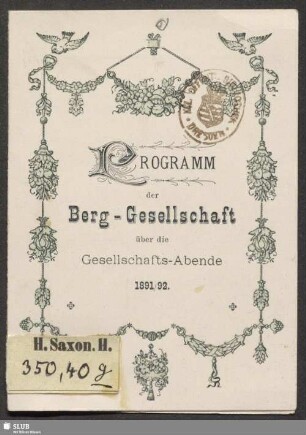 PROGRAMM
der
Berg-Gesellschaft
über die
Gesellschafts-Abende
1891/92.
H. Saxon. H.
350,40 g
SLUB